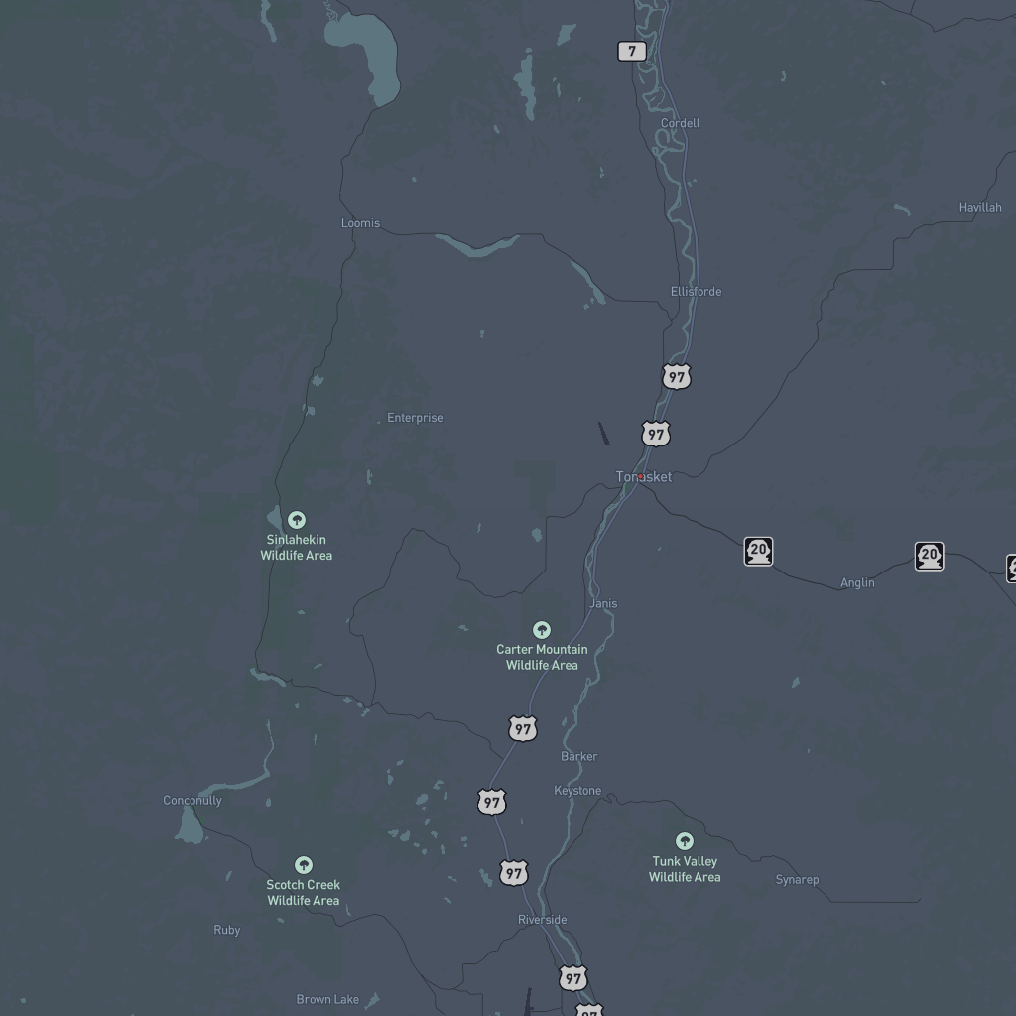 7
Cordell
Havillah
Loomis
Ellisforde
97
Enterprise
97
Tonasket
Sinlahekin
Wildlife Area
20
20
Anglin
Janis
Carter Mountain
Wildlife Area
97
Barker
Keystone
Conconully
97
Tunk Valley
Wildlife Area
97
Synarep
Scotch Creek
Wildlife Area
Riverside
Ruby
97
Brown Lake
97